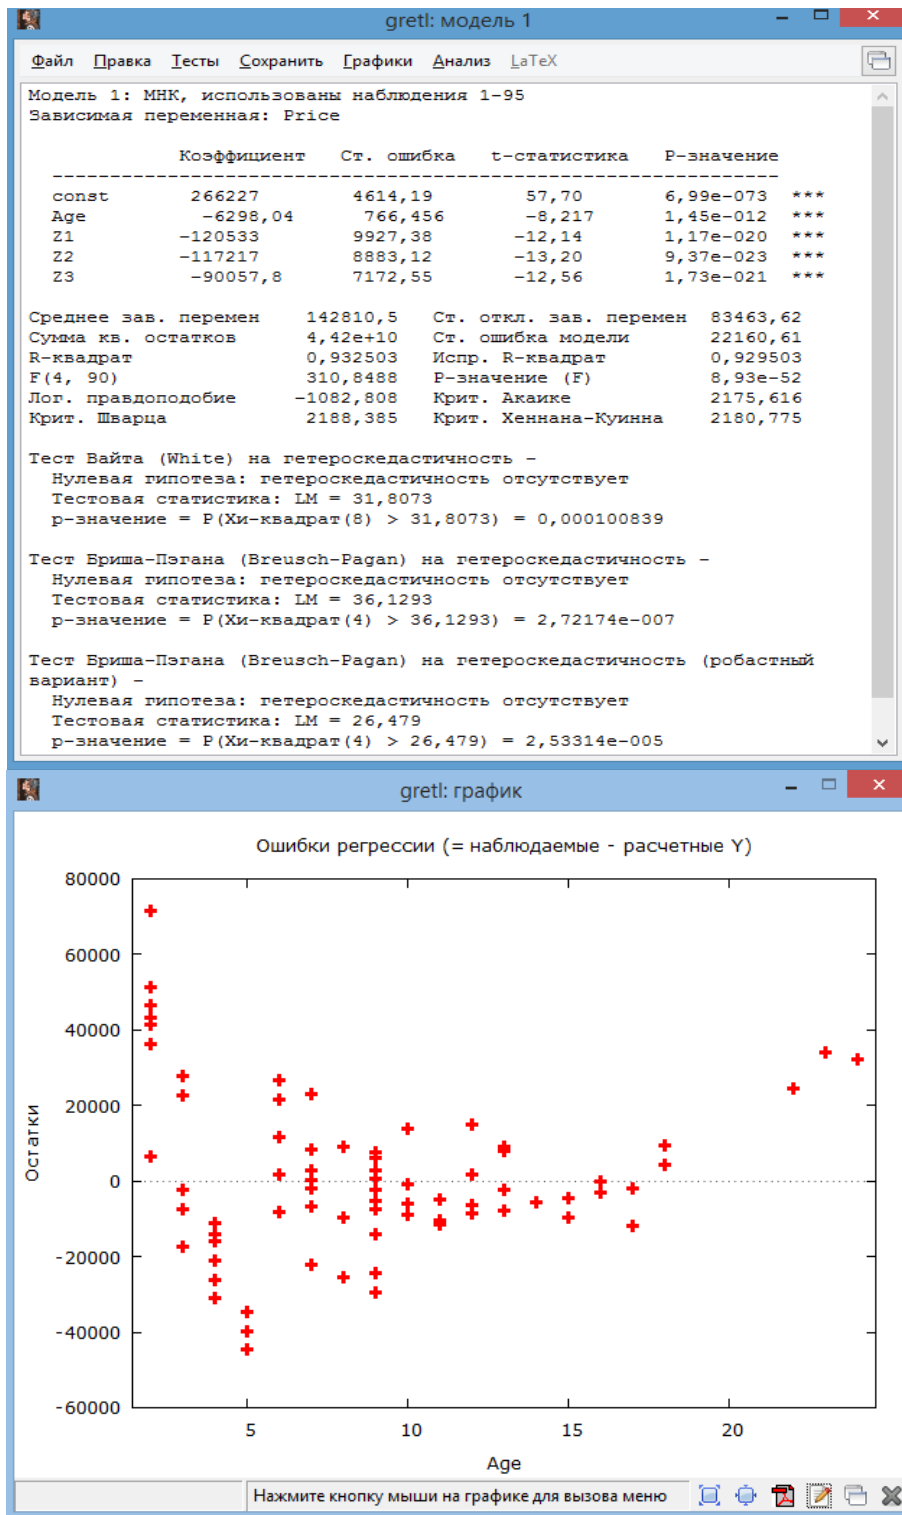 gretl: модель 1
Файл Правка Тесты Сохранить Графики Анализ LaTeX
Модель 1: МНК, использованы наблюдения 1-95
Зависимая переменная: Price
Коэффициент Ст. ошибка t-статистика P-значение
const 266227 4614,19 57,70 6,99e-073 ***
Age -6298,04 766,456 -8,217 1,45e-012 ***
Z1 -120533 9927,38 -12,14 1,17e-020 ***
Z2 -117217 8883,12 -13,20 9,37e-023 ***
Z3 -90057,8 7172,55 -12,56 1,73e-021 ***
Среднее зав. перемен 142810,5 Ст. откл. зав. перемен 83463,62
Сумма кв. остатков 4,42e+10 Ст. ошибка модели 22160,61
R-квадрат 0,932503 Испр. R-квадрат 0,929503
F(4, 90) 310,8488 P-значение (F) 8,93e-52
Лог. правдоподобие -1082,808 Крит. Акаике 2175,616
Крит. Шварца 2188,385 Крит. Хеннана-Куинна 2180,775
Тест Вайта (White) на гетероскедастичность -
Нулевая гипотеза: гетероскедастичность отсутствует
Тестовая статистика: LM = 31,8073
p-значение = P(Хи-квадрат(8) > 31,8073) = 0,000100839
Тест Бриша-Пэгана (Breusch-Pagan) на гетероскедастичность -
Нулевая гипотеза: гетероскедастичность отсутствует
Тестовая статистика: LM = 36,1293
p-значение = P(Хи-квадрат(4) > 36,1293) = 2,72174e-007
Тест Бриша-Пэгана (Breusch-Pagan) на гетероскедастичность (робастный
вариант) -
Нулевая гипотеза: гетероскедастичность отсутствует
Тестовая статистика: LM = 26,479
p-значение = P(Хи-квадрат(4) > 26,479) = 2,53314e-005
gretl: график
Ошибки регрессии (= наблюдаемые - расчетные Y)
80000
60000
40000
20000
0
-20000
-40000
-60000
Остатки
5 10 15 20
Age
Нажмите кнопку мыши на графике для вызова меню